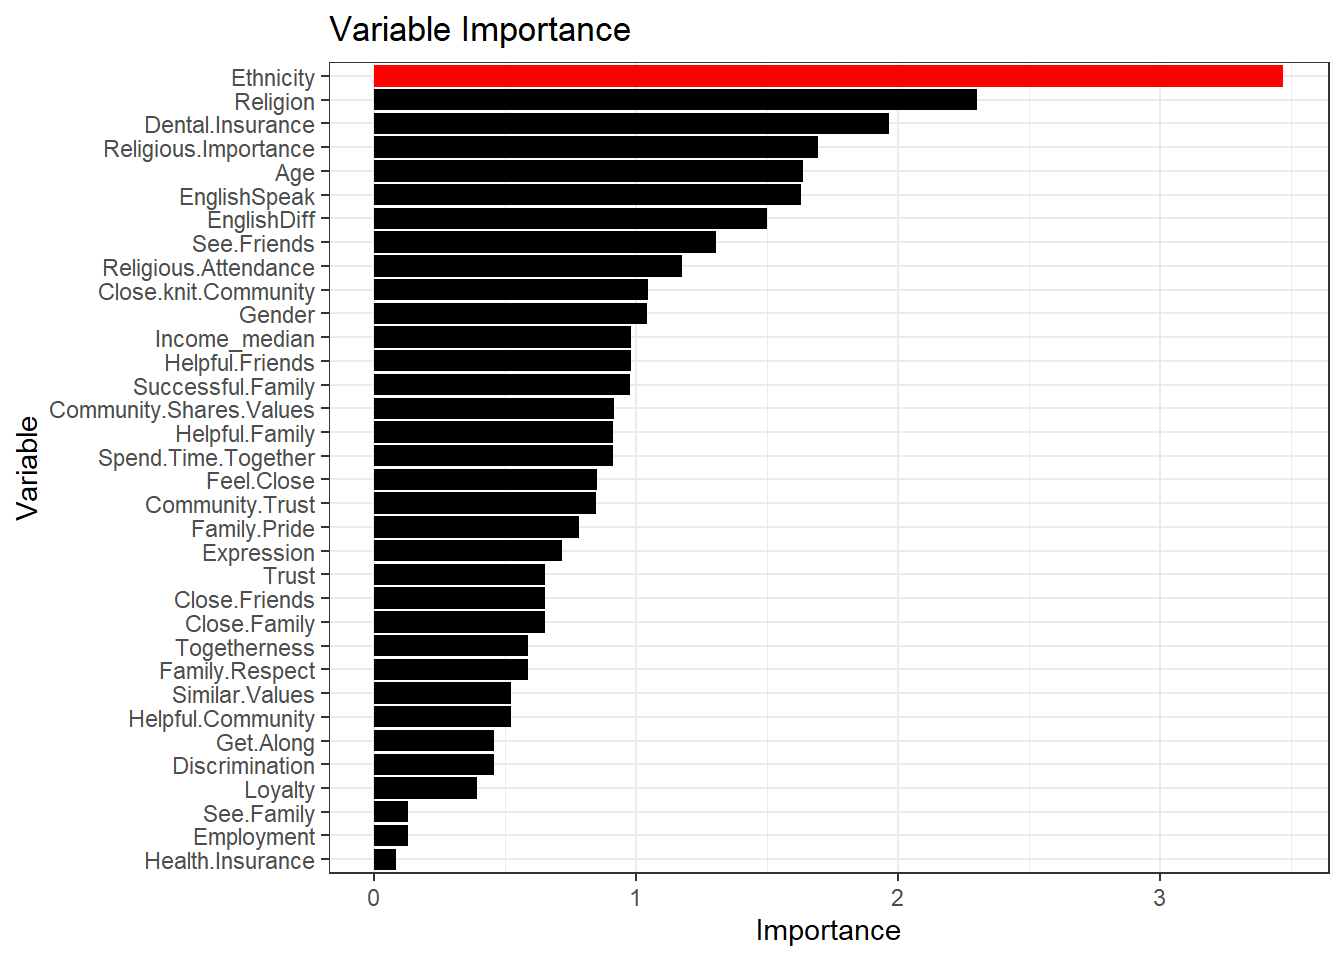 Variable Importance
Ethnicity
Religion
Dental.Insurance
Religious.Importance
Age
EnglishSpeak
EnglishDiff
See.Friends
Religious.Attendance
Close.knit.Community
Gender
Income_median
Helpful.Friends
Successful.Family
Community.Shares.Values
Helpful.Family
Spend.Time.Together
Feel.Close
Community.Trust
Family.Pride
Expression
Trust
Close.Friends
Close.Family
Togetherness
Family.Respect
Similar.Values
Helpful.Community
Get.Along
Discrimination
Loyalty
See.Family
Employment
Health.Insurance
Variable
0 1 2 3
Importance